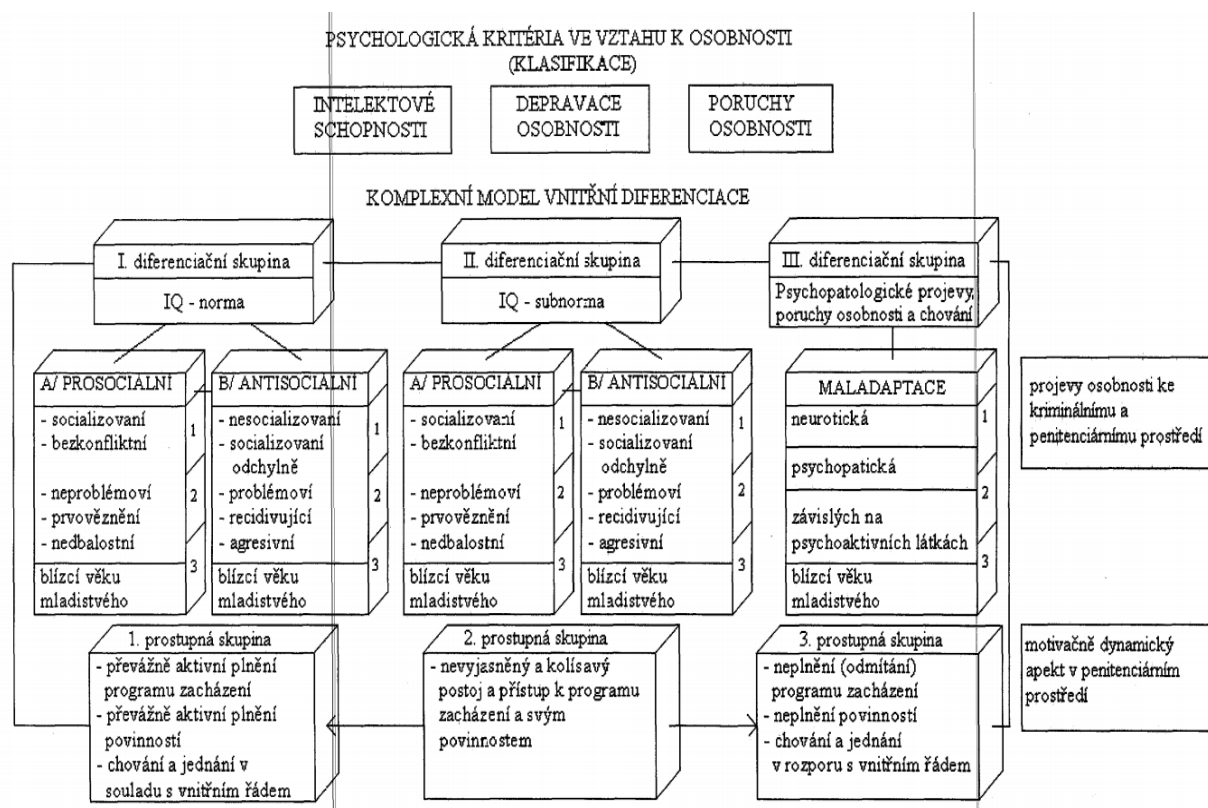 PSYCHOLOGICKÁ KRITÉRIA VE VZTAHU K OSOBNOSTI
(KLASIFIKACE)
INTELEKTOVÉ
SCHOPNOSTI
DEPRAVACE
OSOBNOSTI
PORUCHY
OSOBNOSTI
KOMPLEXNÍ MODEL VNITŘNÍ DIFERENCIACE
I. diferenciační skupina
IQ - norma
II. diferenciační skupina
IQ - subnorma
III. diferenciační skupina
Psychopatologické projevy,
poruchy osobnosti a chování
A/ PROSOCIÁLNÍ
- socializovaní
- bezkonfliktní
- neproblémoví
- prvověznění
- nedbalostní
blízcí věku
mladistvého
1
2
3
B/ ANTISOCIÁLNÍ
- nesocializovaní
- socializovaní
odchylně
- problémoví
- recidivující
- agresivní
blízcí věku
mladistvého
1
2
3
A/ PROSOCIÁLNÍ
- socializovaní
- bezkonfliktní
- neproblémoví
- prvověznění
- nedbalostní
blízcí věku
mladistvého
1
2
3
B/ ANTISOCIÁLNÍ
- nesocializovaní
- socializovaní
odchylně
- problémoví
- recidivující
- agresivní
blízcí věku
mladistvého
1
2
3
MALADAPTACE
neurotická
psychopatická
závislých na
psychoaktivních látkách
blízcí věku
mladistvého
1
2
3
projevy osobnosti ke
kriminálnímu a
penitenciárnímu prostředí
1. prostupná skupina
- převážně aktivní plnění
programu zacházení
- převážně aktivní plnění
povinností
- chování a jednání v
souladu s vnitřním řádem
2. prostupná skupina
- nevyjasněný a kolísavý
postoj a přístup k programu
zacházení a svým
povinnostem
3. prostupná skupina
- neplnění (odmítání)
programu zacházení
- neplnění povinností
- chování a jednání
v rozporu s vnitřním řádem
motivačně dynamický
apekt v penitenciárním
prostředí